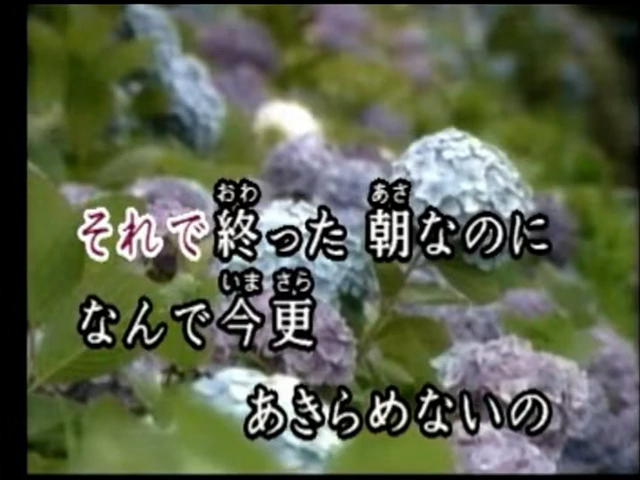 おわ あさ
それで終った 朝なのに
いま さら
なんで今更
あきらめないの